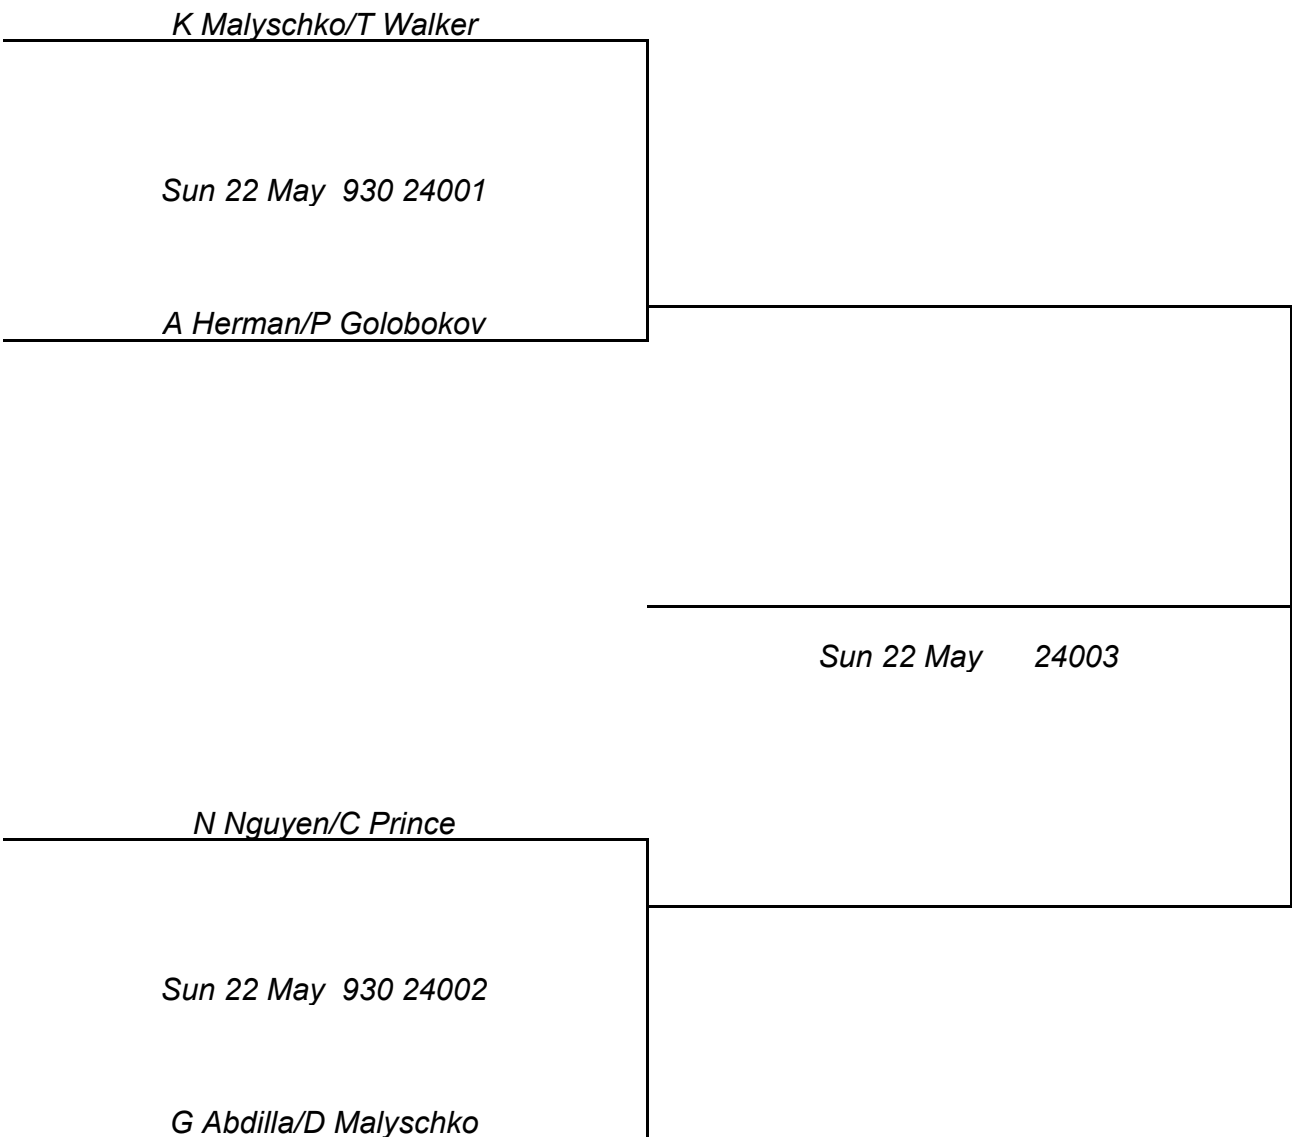 K Malyschko/T Walker
Sun 22 May  930 24001
A Herman/P Golobokov
Sun 22 May      24003
N Nguyen/C Prince
Sun 22 May  930 24002
G Abdilla/D Malyschko